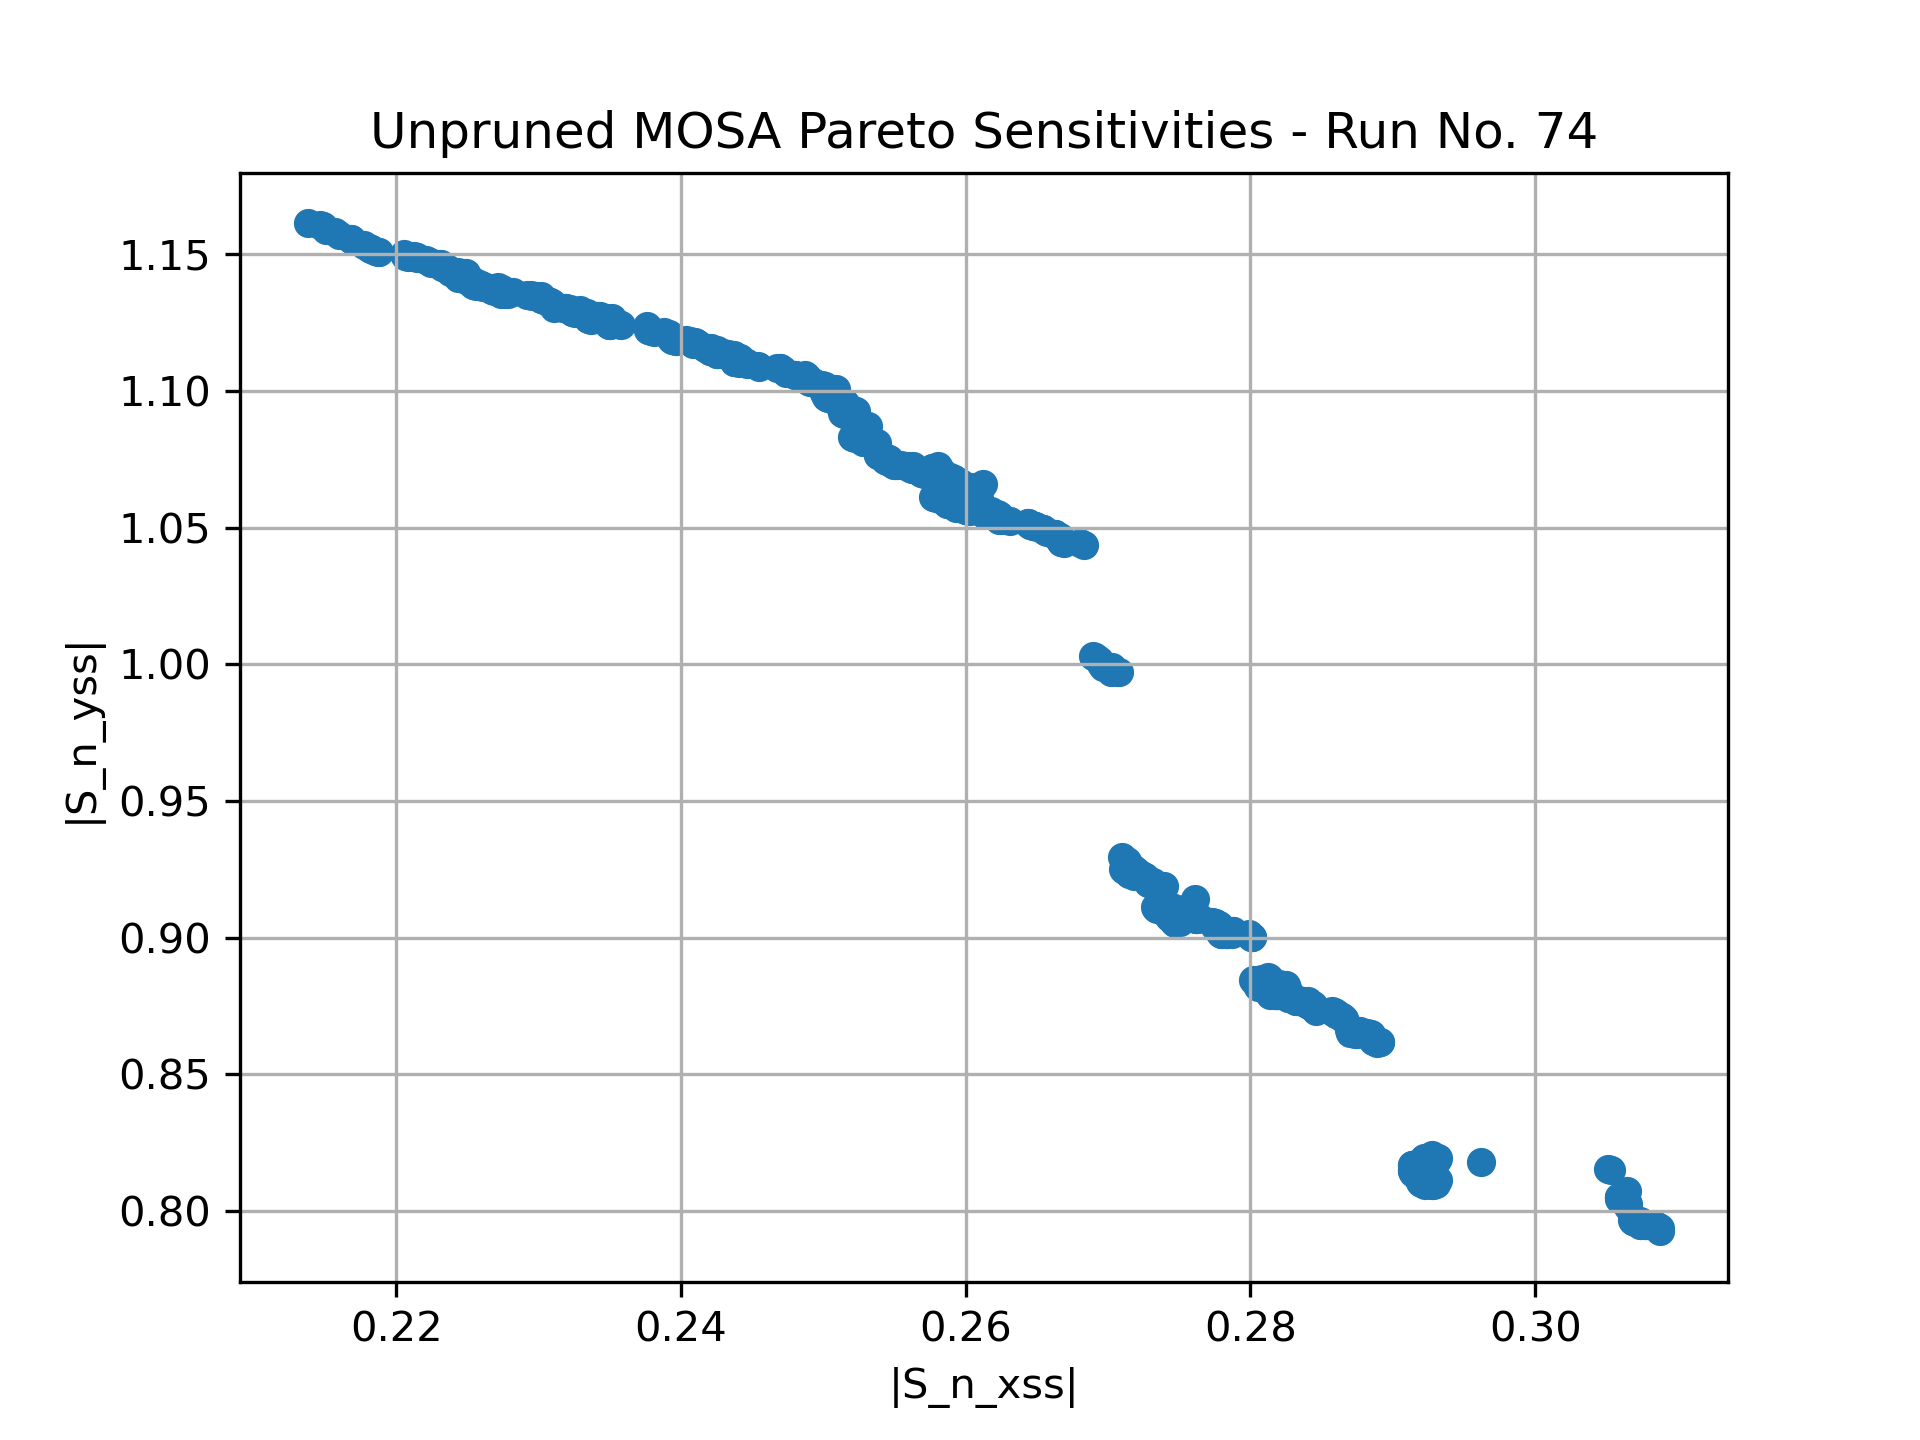 Unpruned MOSA Pareto Sensitivities - Run No. 74
1.15
1.10
1.05
1.00
0.95
0.90
0.85
0.80
|S_n_yss|
0.22 0.24 0.26 0.28 0.30
|S_n_xss|